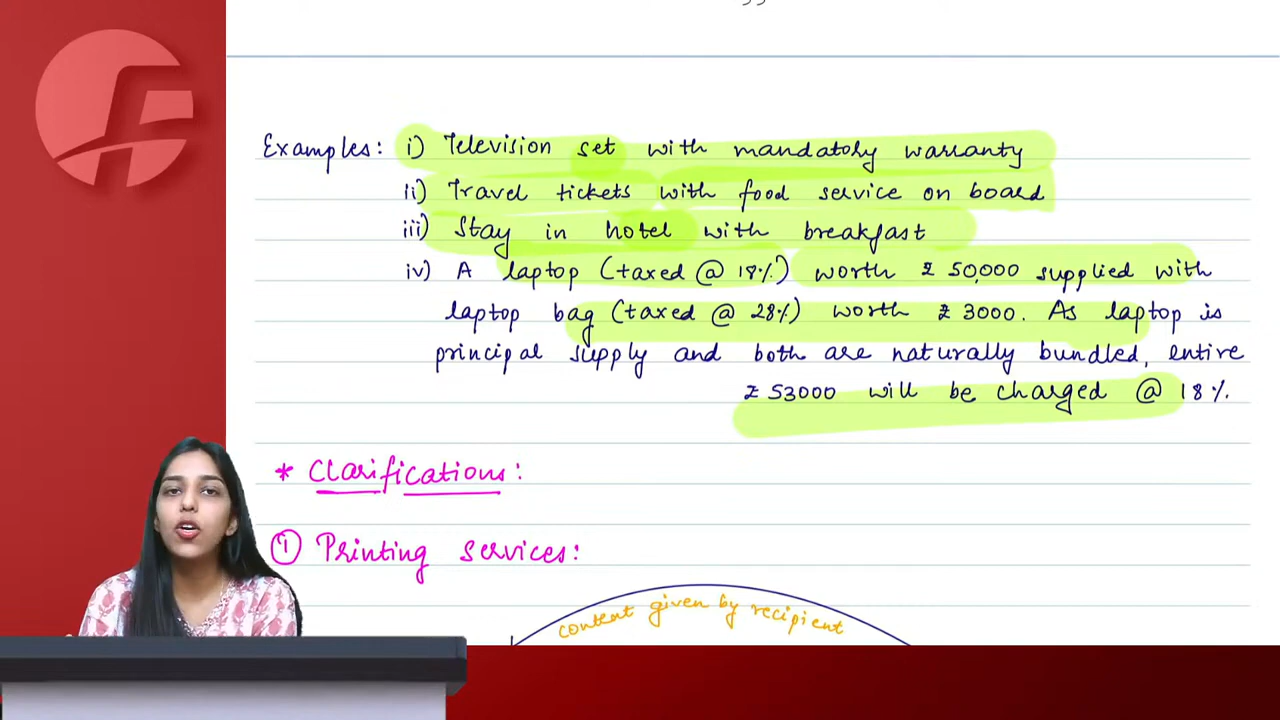 Examples: i) Television set with mandatory warranty
ii) Travel tickets with food service on board
iii) Stay in hotel with breakfast
iv) A laptop (taxed @ 18%) worth ₹ 50,000 supplied with
laptop bag (taxed @ 28%) worth ₹ 3000. As laptop is
principal supply and both are naturally bundled, entire
₹ 53000 will be charged @ 18%.
* Clarifications:
① Printing services:
content given by recipient